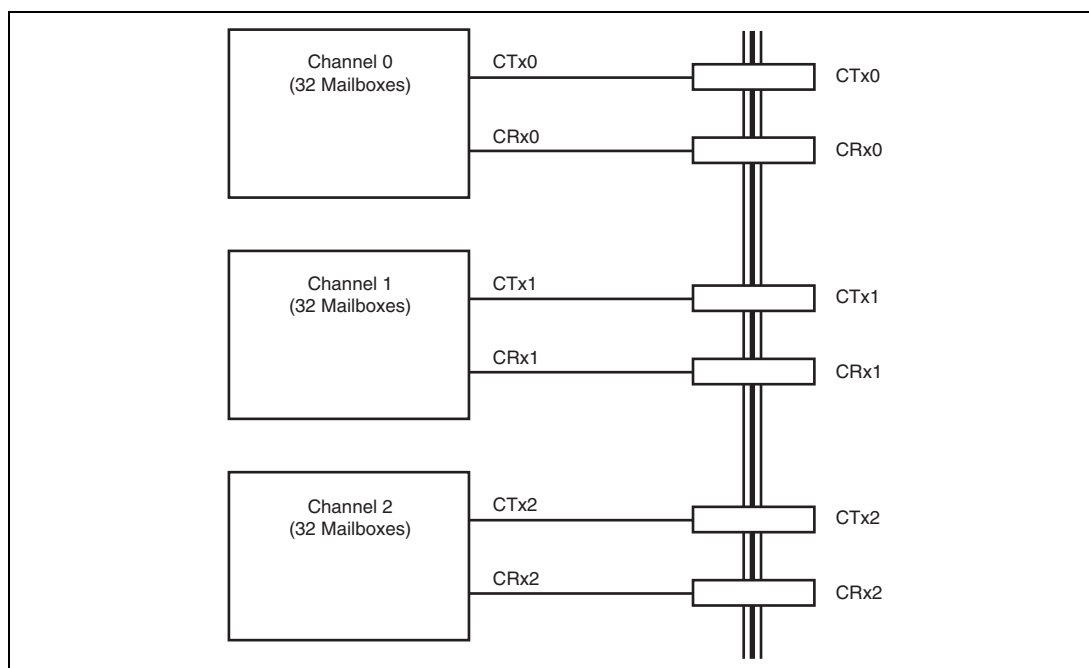 Channel 0
(32 Mailboxes)
CTx0
CTx0
CRx0
CRx0
Channel 1
(32 Mailboxes)
CTx1
CTx1
CRx1
CRx1
Channel 2
(32 Mailboxes)
CTx2
CTx2
CRx2
CRx2